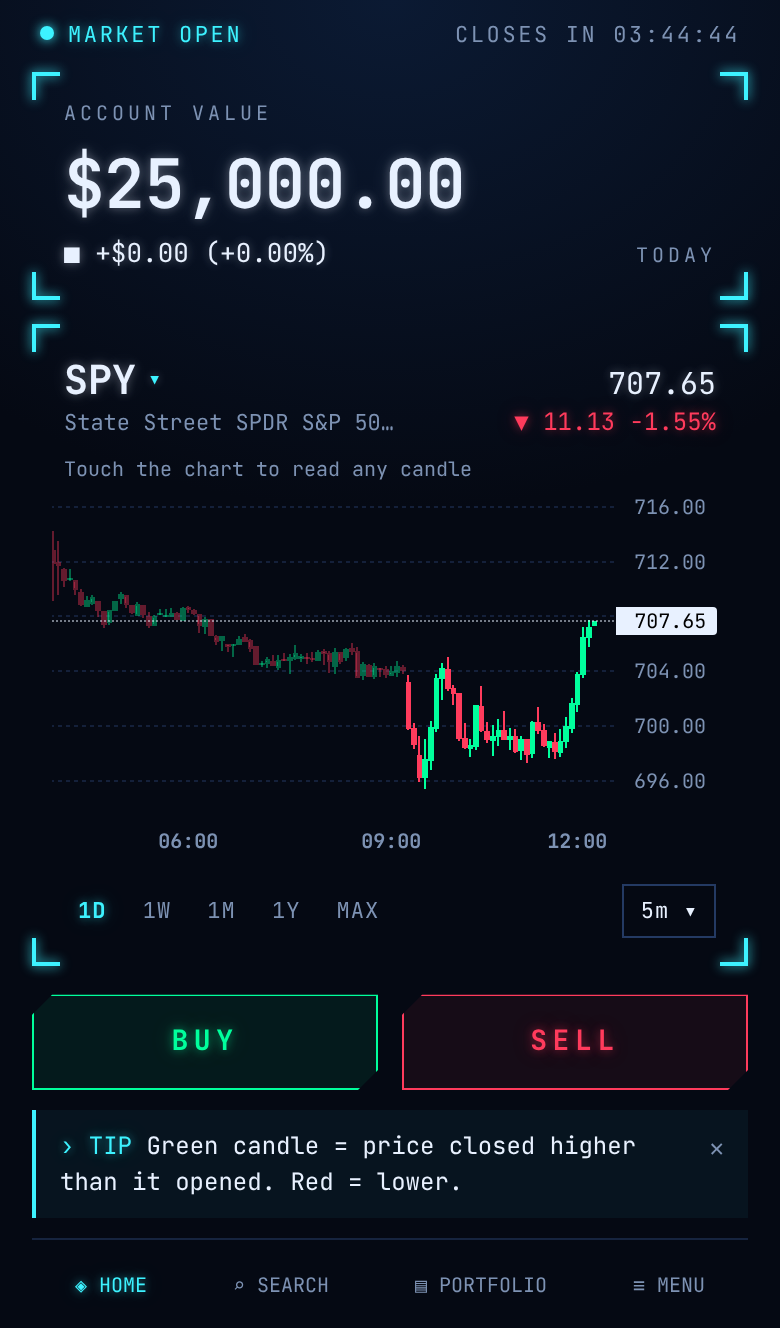 MARKET OPEN CLOSES IN 03:44:44
ACCOUNT VALUE
$25,000.00
■ +$0.00 (+0.00%) TODAY
SPY ▾ 707.65
State Street SPDR S&P 50… ▼ 11.13 -1.55%
Touch the chart to read any candle
716.00
712.00
707.65
704.00
700.00
696.00
06:00 09:00 12:00
1D 1W 1M 1Y MAX 5m ▾
BUY SELL
› TIP Green candle = price closed higher ×
than it opened. Red = lower.
◈ HOME ⌕ SEARCH ▤ PORTFOLIO ≡ MENU